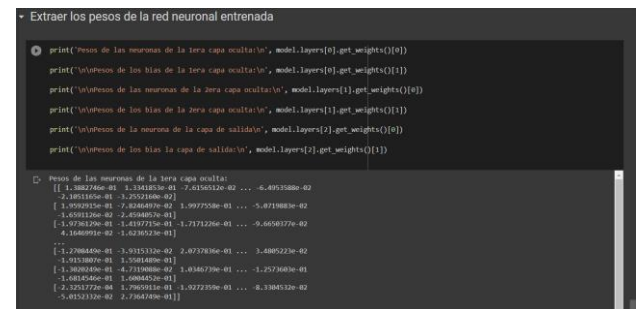 Extraer los pesos de la red neuronal entrenada
print('Pesos de las neuronas de la 1era capa oculta:\n', model.layers[0].get_weights()[0])
print('\n\nPesos de los bias de la 1era capa oculta:\n', model.layers[0].get_weights()[1])
print('\n\nPesos de las neuronas de la 2era capa oculta:\n', model.layers[1].get_weights()[0])
print('\n\nPesos de los bias de la 2era capa oculta:\n', model.layers[1].get_weights()[1])
print('\n\nPesos de la neurona de la capa de salida\n', model.layers[2].get_weights()[0])
print('\n\nPesos de los bias la capa de salida:\n', model.layers[2].get_weights()[1])
Pesos de las neuronas de la 1era capa oculta:
[[ 1.3882746e-01 1.3341853e-01 -7.6156512e-02 ... -6.4953588e-02
-2.1051165e-01 -3.2552160e-02]
[ 1.9592915e-01 -7.8246497e-02 1.9977558e-01 ... -5.0719883e-02
-1.6591126e-02 -2.4594057e-01]
[-1.9736129e-01 -1.4197715e-01 -1.7171226e-01 ... -9.6650377e-02
4.1646991e-02 -1.6236523e-01]
...
[-1.2708449e-01 -3.9315332e-02 2.0737036e-01 ... 3.4805223e-02
-1.9153807e-01 1.5501489e-01]
[-1.3020249e-01 -4.7319088e-02 1.0346739e-01 ... -1.2573603e-01
-1.6814546e-01 1.6004452e-01]
[-2.3251772e-04 1.7965911e-01 -1.9272359e-01 ... -8.3304532e-02
-5.0152332e-02 2.7364749e-01]]